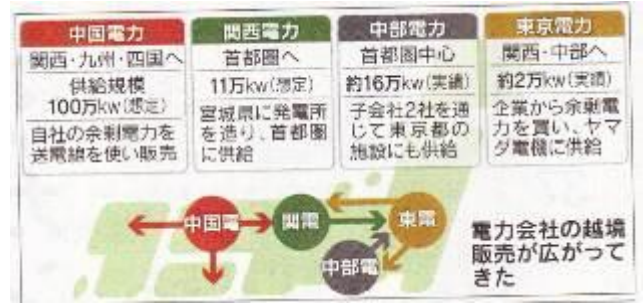 中国電力
関西・九州・四国へ
供給規模
100万kw(想定)
自社の余剰電力を
送電線を使い販売
関西電力
首都圏へ
11万kw(想定)
宮城県に発電所
を造り、首都圏
に供給
中部電力
首都圏中心
約16万kw(実績)
子会社2社を通
じて東京都の
施設にも供給
東京電力
関西・中部へ
約2万kw(実績)
企業から余剰電
力を買い、ヤマ
ダ電機に供給
中国電
関電
東電
中部電
電力会社の越境
販売が広がって
きた